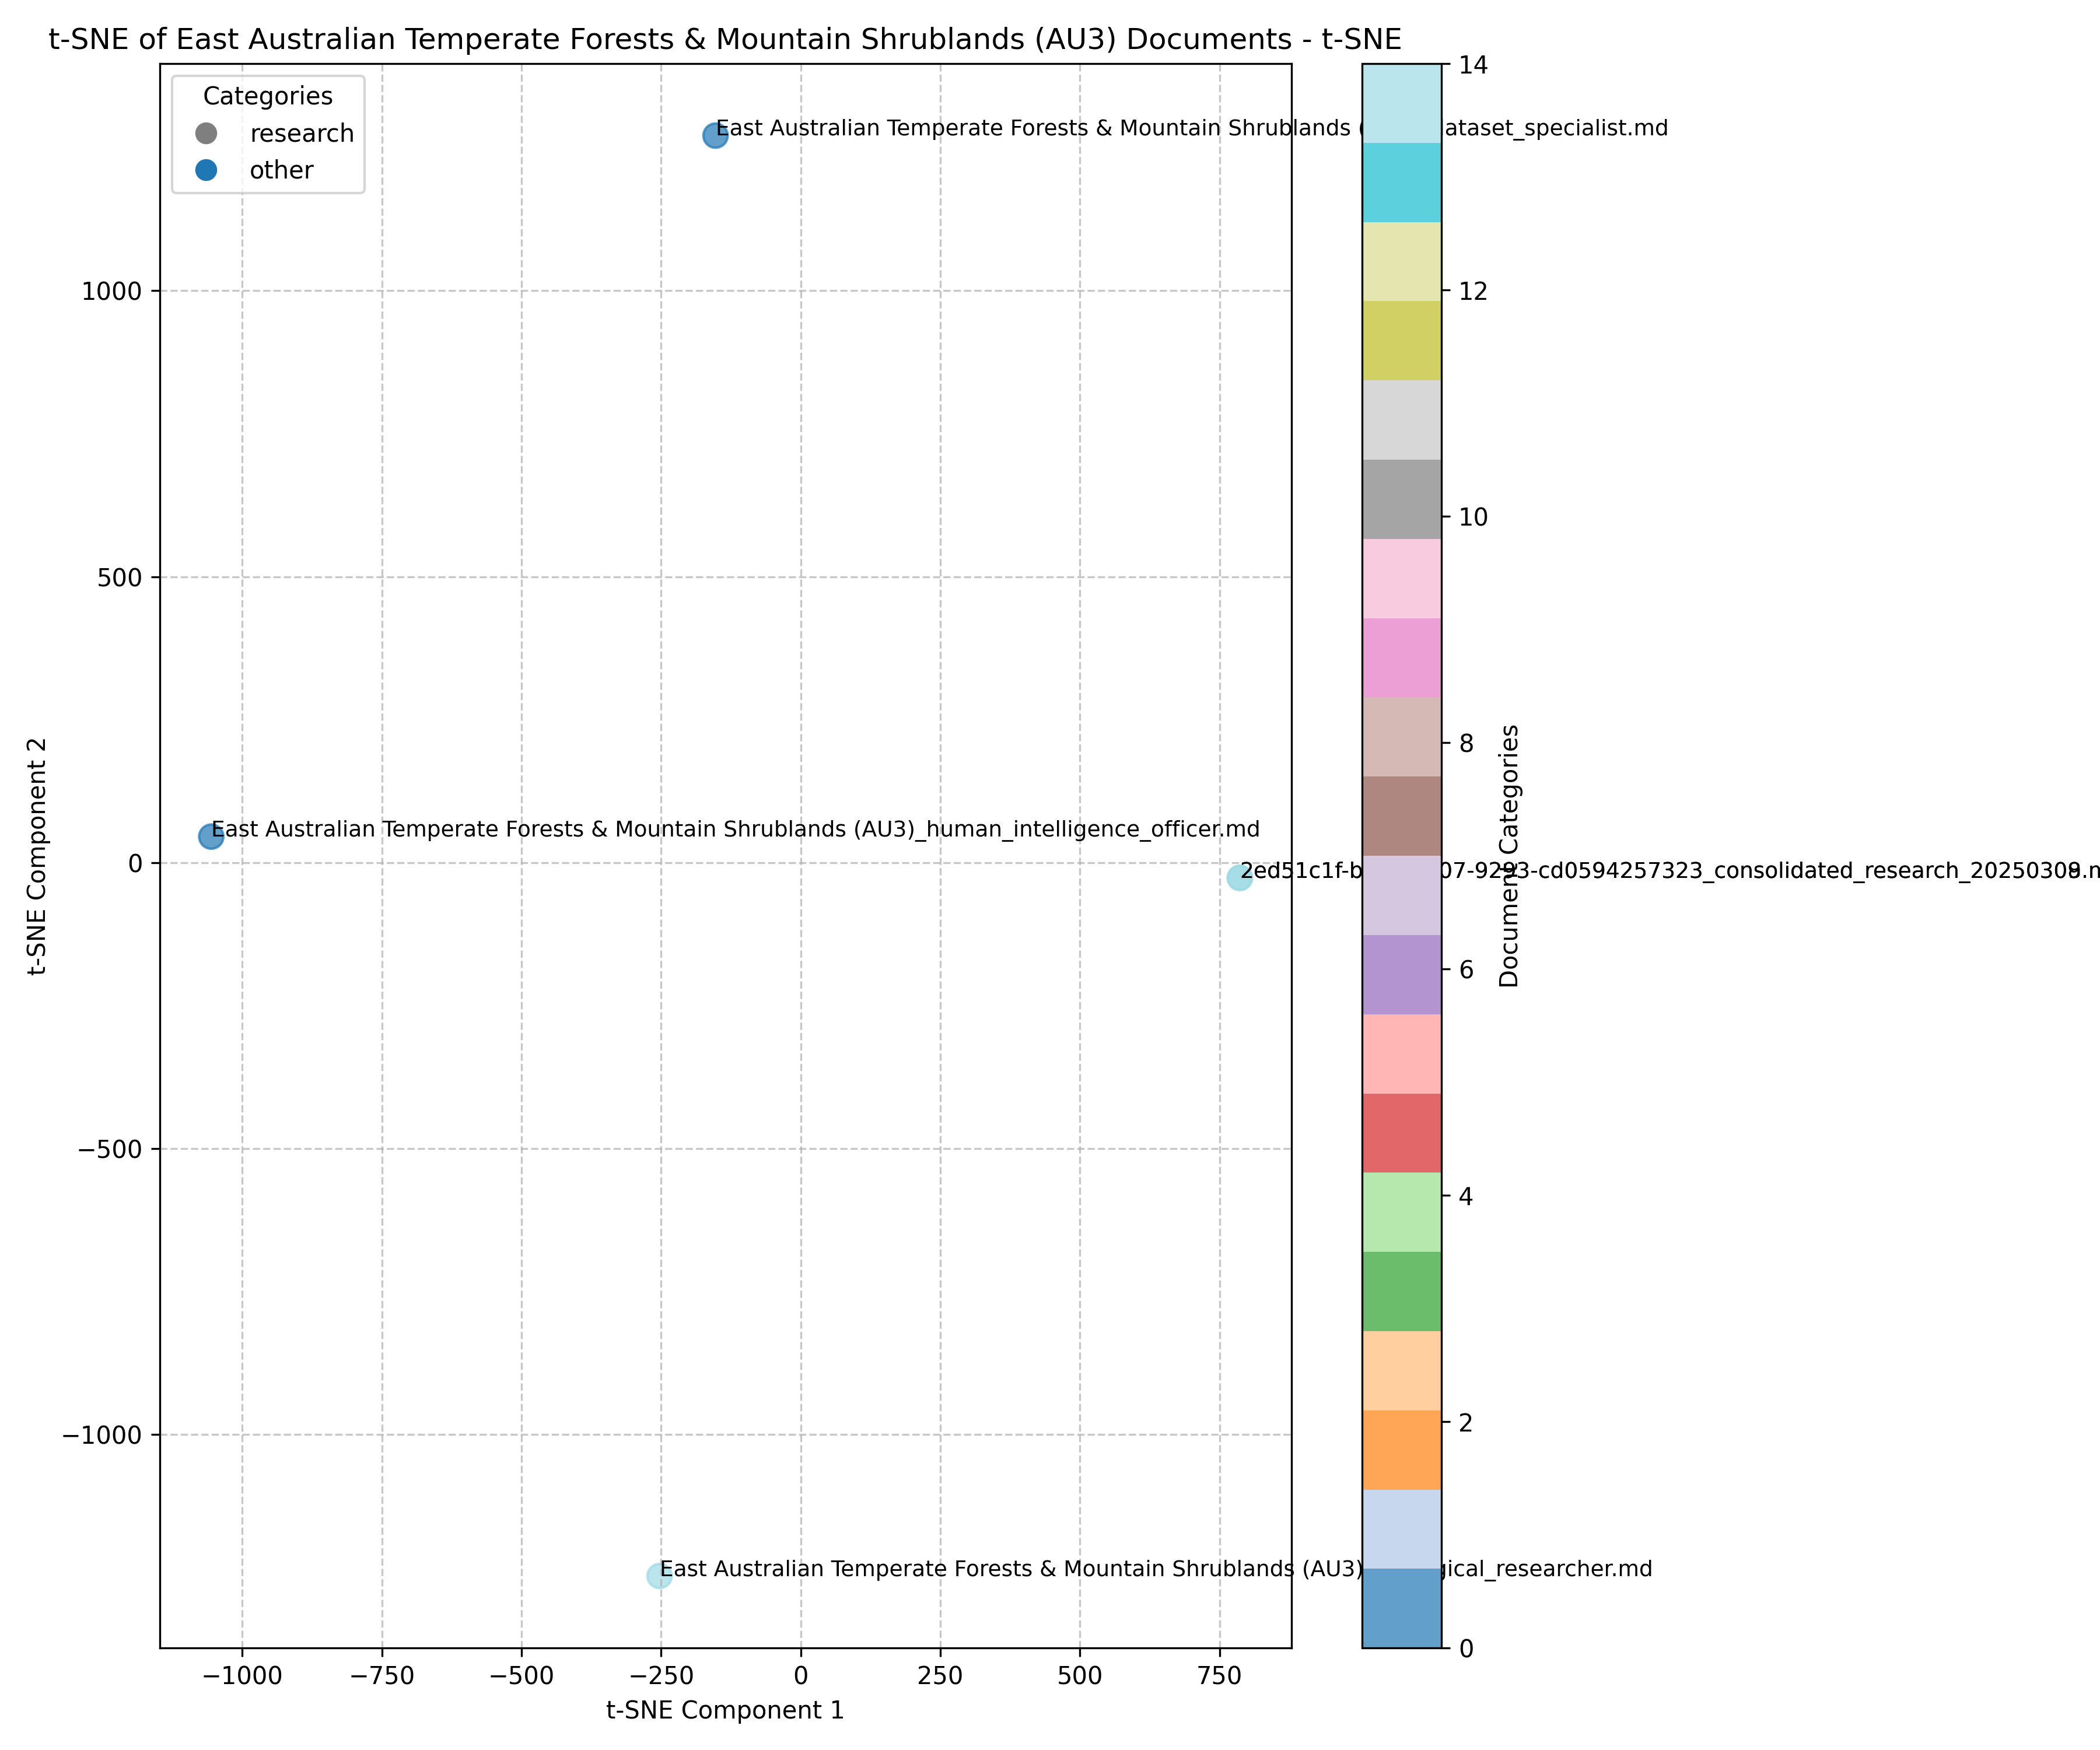 t-SNE of East Australian Temperate Forests & Mountain Shrublands (AU3) Documents - t-SNE
Categories
research
other
East Australian Temperate Forests & Mountain Shrublands ( ataset_specialist.md
East Australian Temperate Forests & Mountain Shrublands (AU3)_human_intelligence_officer.md
2ed51c1f-b 07-92 3-cd0594257323_consolidated_research_2025030
East Australian Temperate Forests & Mountain Shrublands (AU3) gical_researcher.md
1000
500
0
−500
−1000
t-SNE Component 2
−1000 −750 −500 −250 0 250 500 750
t-SNE Component 1
14
12
10
8
6
4
2
0
Document Categories